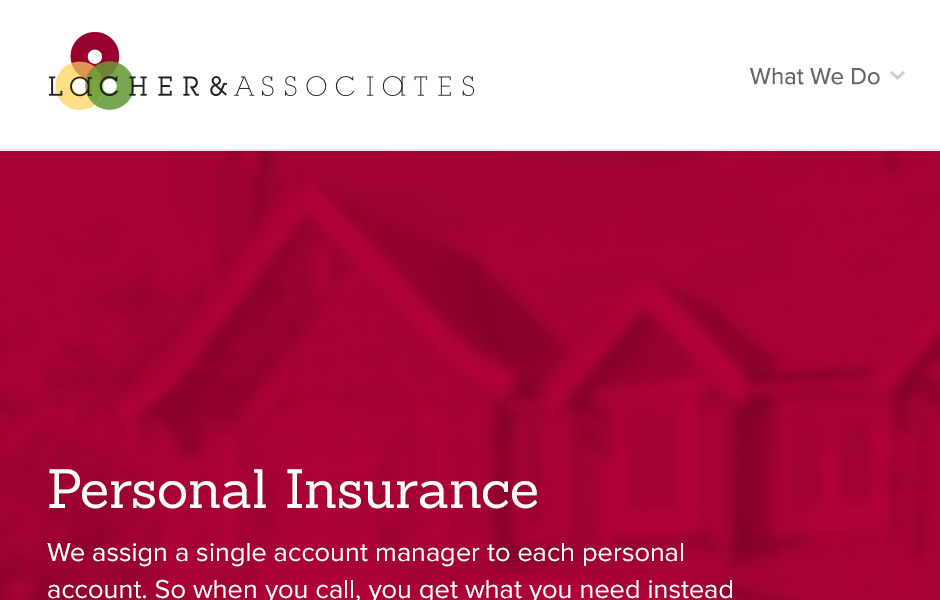 LACHER&ASSOCIATES
What We Do
Personal Insurance
We assign a single account manager to each personal
account. So when you call, you get what you need instead